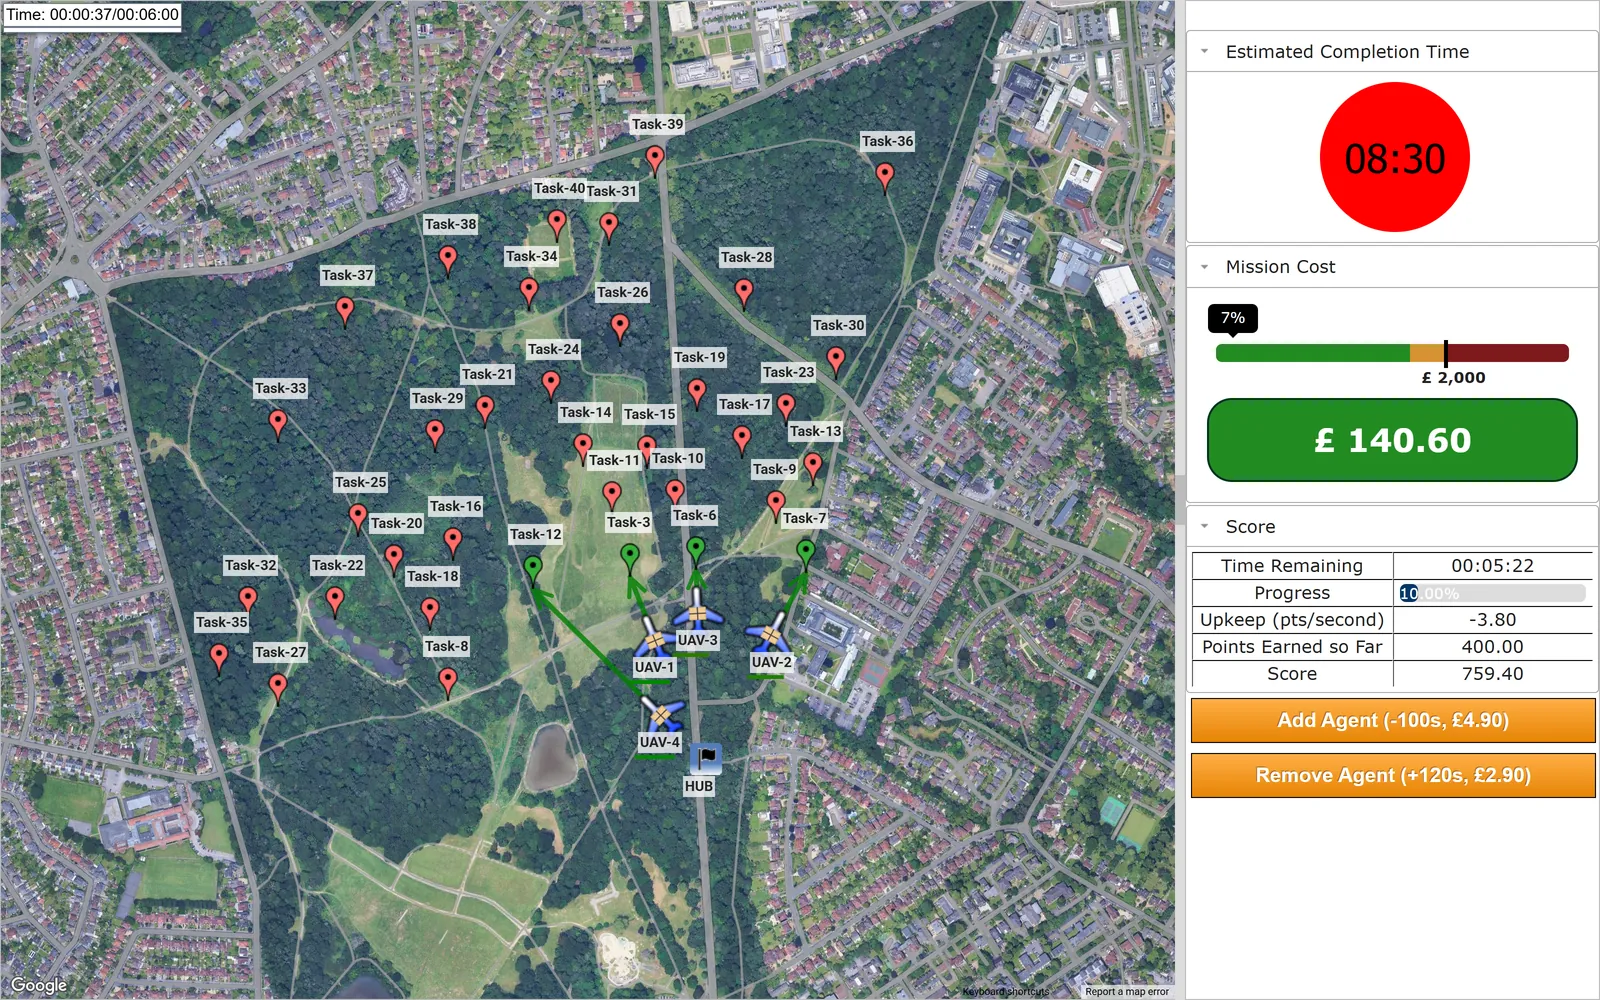 Time: 00:00:37/00:06:00
Task-39
Task-36
Task-40
Task-31
Task-38
Task-34
Task-28
Task-37
Task-26
Task-30
Task-24
Task-19
Task-21
Task-23
Task-33
Task-29
Task-14
Task-15
Task-17
Task-13
Task-11
Task-10
Task-9
Task-25
Task-16
Task-20
Task-3
Task-6
Task-7
Task-12
Task-32
Task-22
Task-18
Task-35
Task-8
Task-27
UAV-3
UAV-1
UAV-2
UAV-4
HUB
Google
Keyboard shortcuts
Report a map error
Estimated Completion Time
08:30
Mission Cost
7%
£ 2,000
£ 140.60
Score
Time Remaining 00:05:22
Progress 10.00%
Upkeep (pts/second) -3.80
Points Earned so Far 400.00
Score 759.40
Add Agent (-100s, £4.90)
Remove Agent (+120s, £2.90)